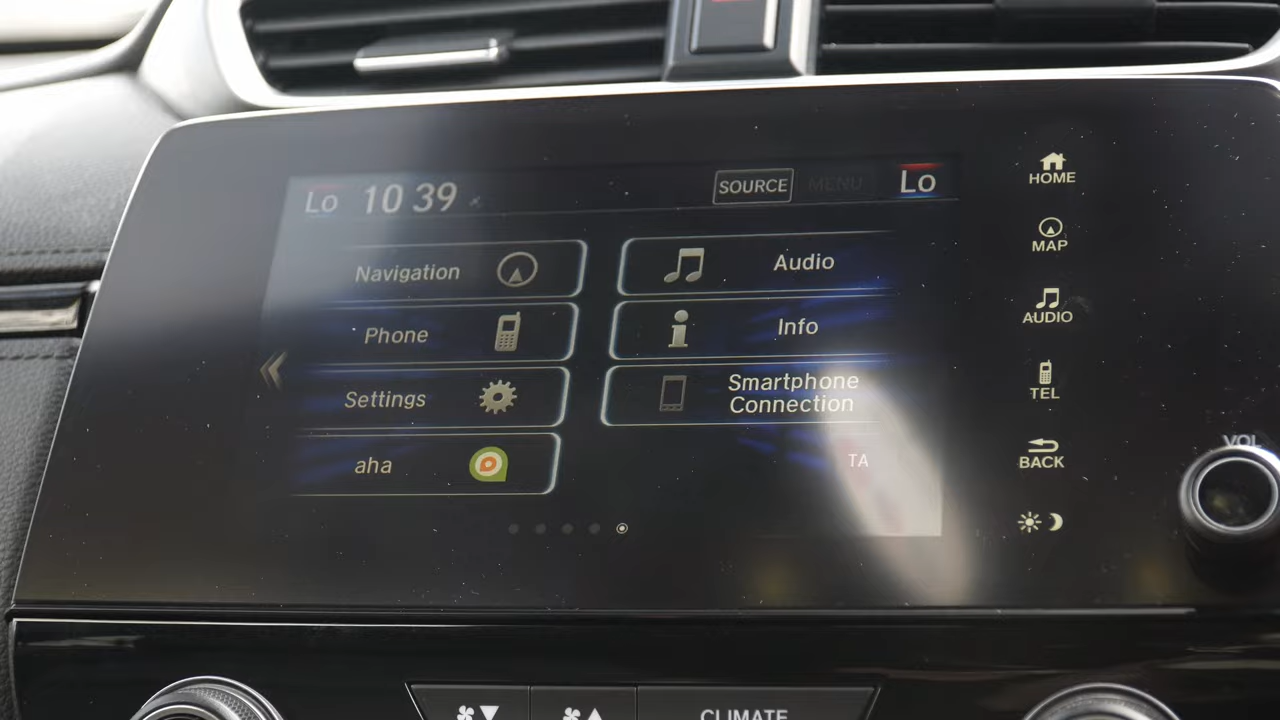 Lo 10 39 SOURCE MENU Lo
Navigation
Phone
Settings
aha
Audio
Info
Smartphone
Connection
TA
HOME
MAP
AUDIO
TEL
BACK
VOL
CLIMATE